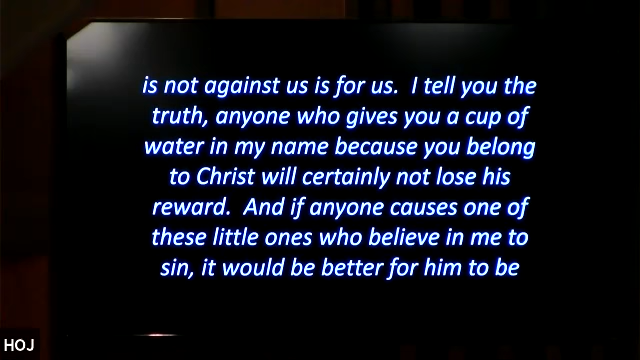 is not against us is for us.  I tell you the
truth, anyone who gives you a cup of
water in my name because you belong
to Christ will certainly not lose his
reward.  And if anyone causes one of
these little ones who believe in me to
sin, it would be better for him to be
HOJ